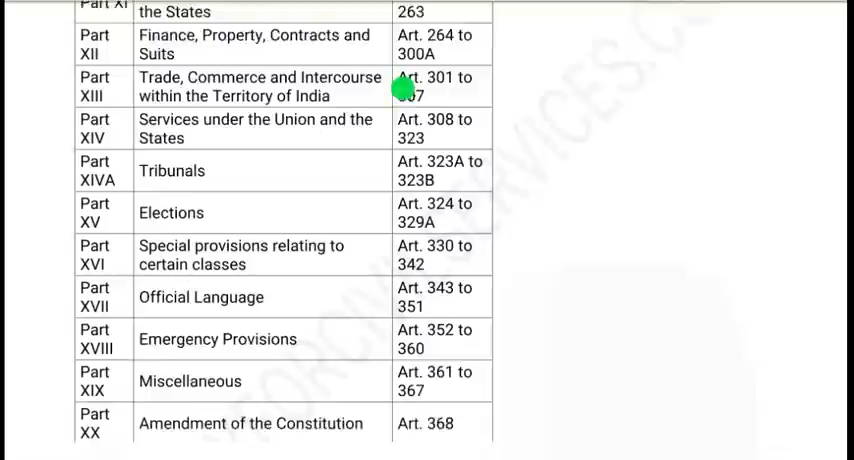 Part XI
the States
263
Part
XII
Finance, Property, Contracts and
Suits
Art. 264 to
300A
Part
XIII
Trade, Commerce and Intercourse
within the Territory of India
Art. 301 to
307
Part
XIV
Services under the Union and the
States
Art. 308 to
323
Part
XIVA
Tribunals
Art. 323A to
323B
Part
XV
Elections
Art. 324 to
329A
Part
XVI
Special provisions relating to
certain classes
Art. 330 to
342
Part
XVII
Official Language
Art. 343 to
351
Part
XVIII
Emergency Provisions
Art. 352 to
360
Part
XIX
Miscellaneous
Art. 361 to
367
Part
XX
Amendment of the Constitution
Art. 368